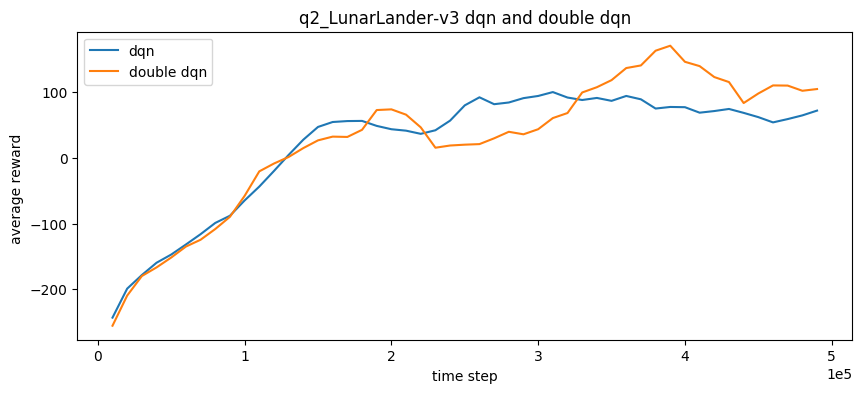 q2_LunarLander-v3 dqn and double dqn
dqn
double dqn
average reward
100
0
−100
−200
0
1
2
3
4
5
1e5
time step